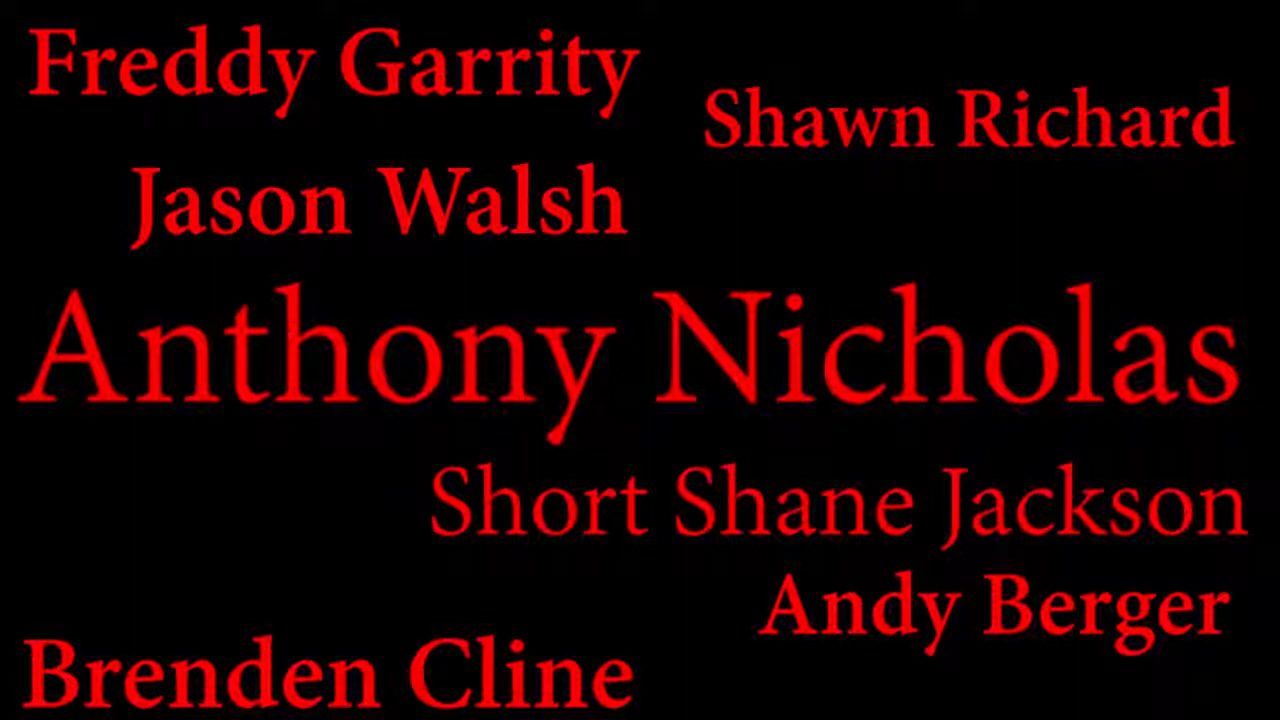 Freddy Garrity
Shawn Richard
Jason Walsh
Anthony Nicholas
Short Shane Jackson
Andy Berger
Brenden Cline